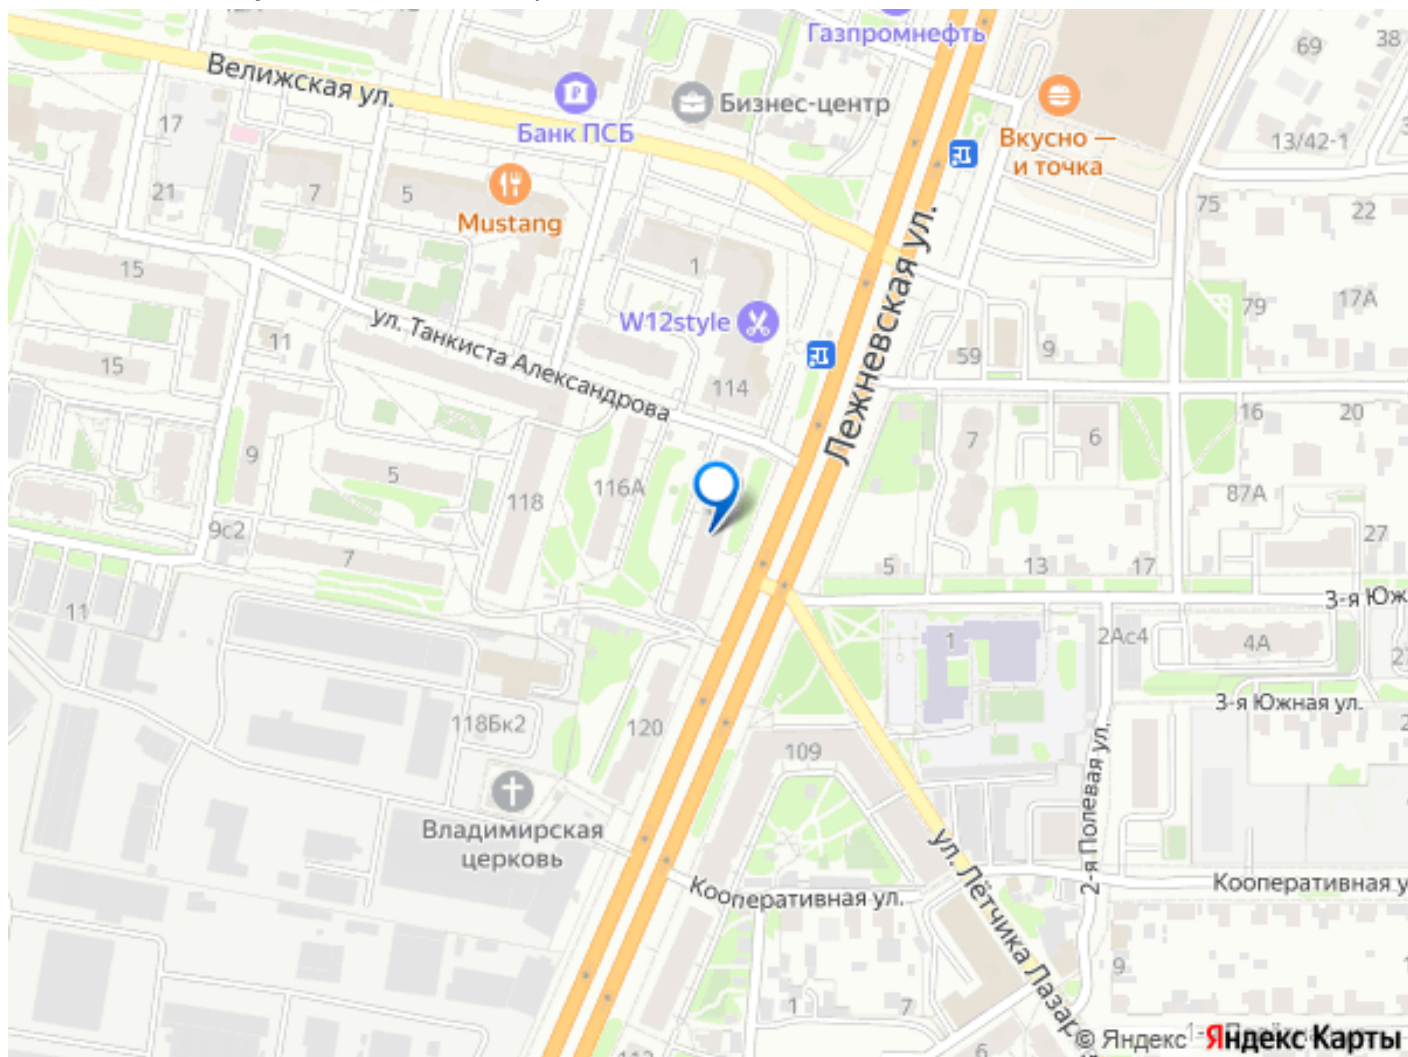 Газпромнефть
69
38
Велижская ул.
Банк ПСБ
Бизнес-центр
Вкусно —
и точка
13/42-1
17
21
7
5
Mustang
75
22
15
1
W12style
Лежневская ул.
79
17А
ул. Танкиста Александрова
11
15
114
59
9
16
20
9
5
118
116А
7
6
87А
27
9с2
7
5
13
17
11
3-я Юж
1
2Ас4
4А
118Бк2
120
109
3-я Южная ул.
2-я Полевая ул.
Владимирская
церковь
Кооперативная ул.
ул. Лётчика Лазар
Кооперативная у
9
1
7
6
© Яндекс
Яндекс Карты